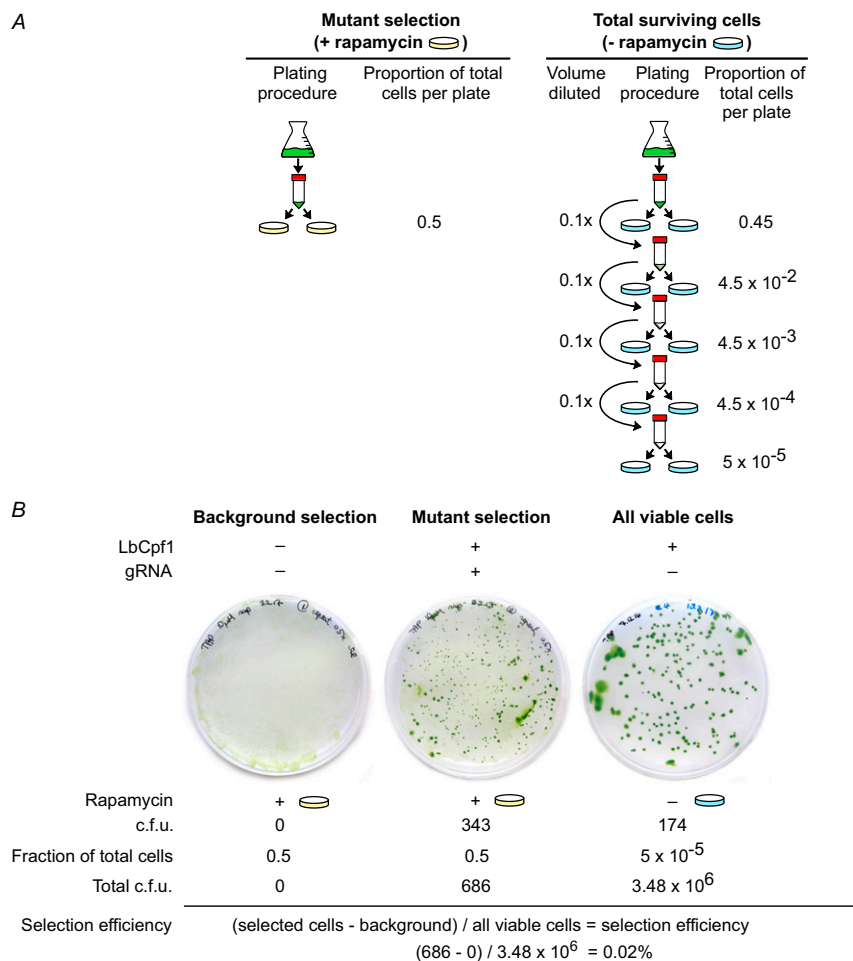 A
Mutant selection
(+ rapamycin )
Plating
procedure
Proportion of total
cells per plate
0.5
Total surviving cells
(- rapamycin )
Volume
diluted
Plating
procedure
Proportion of
total cells
per plate
0.1x
0.45
0.1x
4.5 x 10⁻²
0.1x
4.5 x 10⁻³
0.1x
4.5 x 10⁻⁴
5 x 10⁻⁵
B
Background selection Mutant selection All viable cells
LbCpf1 – + +
gRNA – + –
Rapamycin + + –
c.f.u. 0 343 174
Fraction of total cells 0.5 0.5 5 x 10⁻⁵
Total c.f.u. 0 686 3.48 x 10⁶
Selection efficiency (selected cells - background) / all viable cells = selection efficiency
(686 - 0) / 3.48 x 10⁶ = 0.02%